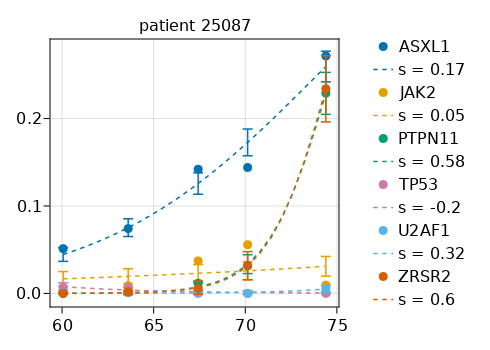 patient 25087
0.2
0.1
0.0
60
65
70
75
ASXL1
s = 0.17
JAK2
s = 0.05
PTPN11
s = 0.58
TP53
s = -0.2
U2AF1
s = 0.32
ZRSR2
s = 0.6